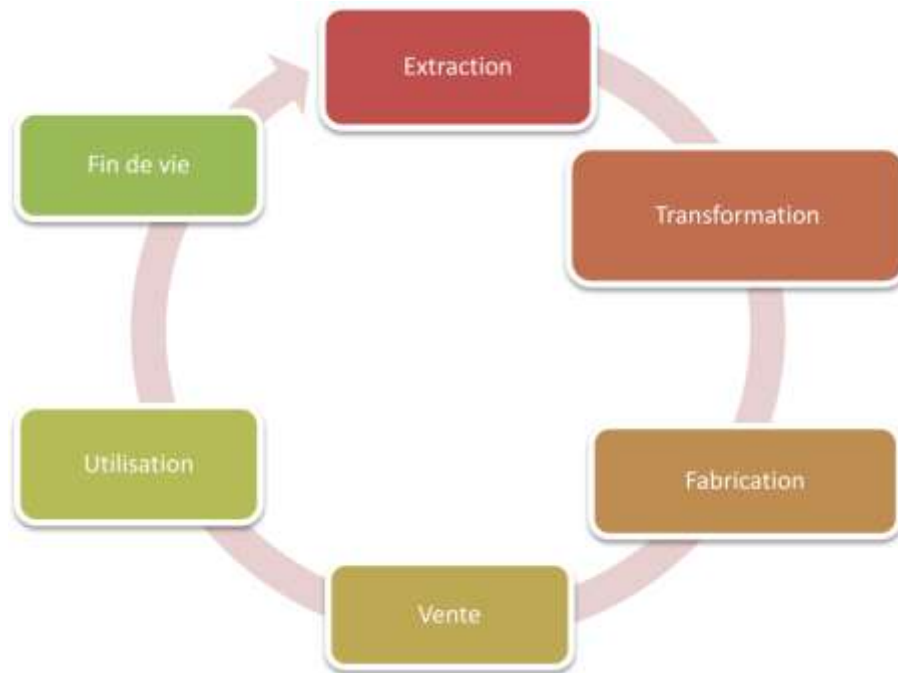 Extraction
Transformation
Fabrication
Vente
Utilisation
Fin de vie